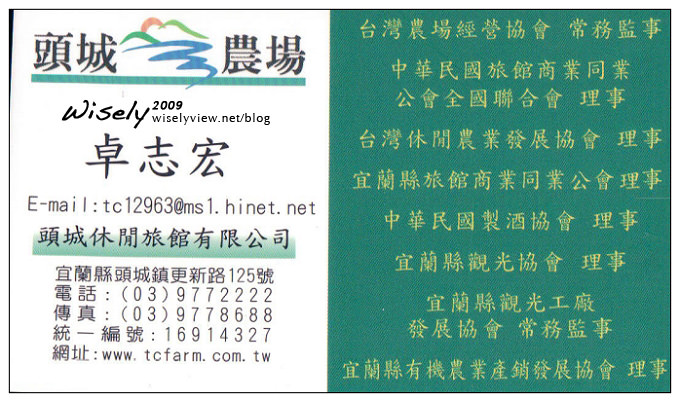 頭城農場
Wisely 2009
wiselyview.net/blog
卓志宏
E-mail:tc12963@ms1.hinet.net
頭城休閒旅館有限公司
宜蘭縣頭城鎮更新路125號
電話:(03)9772222
傳真:(03)9778688
統一編號:16914327
網址:www.tcfarm.com.tw
台灣農場經營協會 常務監事
中華民國旅館商業同業
公會全國聯合會 理事
台灣休閒農業發展協會 理事
宜蘭縣旅館商業同業公會理事
中華民國製酒協會 理事
宜蘭縣觀光協會 理事
宜蘭縣觀光工廠
發展協會 常務監事
宜蘭縣有機農業產銷發展協會 理事